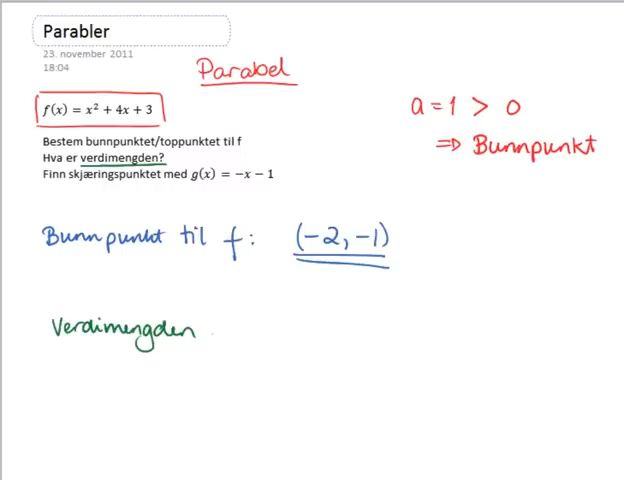 Parabler
23. november 2011
18:04
Parabel
f(x) = x² + 4x + 3
a = 1 > 0
⇒ Bunnpunkt
Bestem bunnpunktet/toppunktet til f
Hva er verdimengden?
Finn skjæringspunktet med g(x) = −x − 1
Bunnpunkt til f: (−2, −1)
Verdimengden